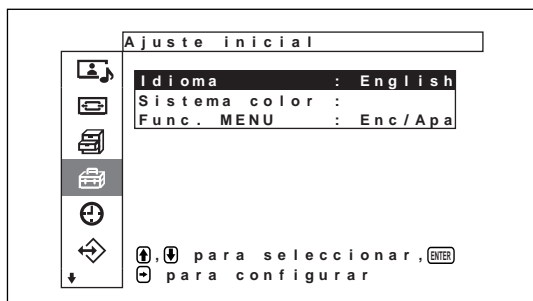 Ajuste inicial
Idioma : English
Sistema color :
Func. MENU : Enc/Apa
, para seleccionar, ENTER
para configurar